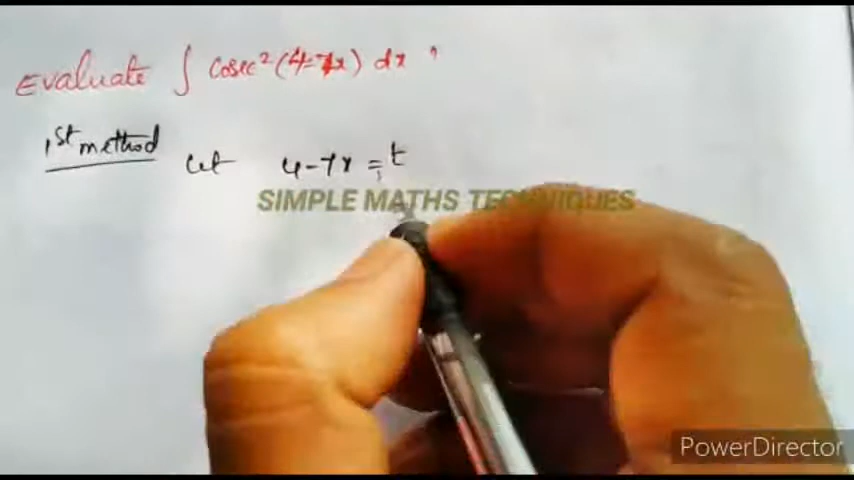 Evaluate ∫ cosec² (4-7x) dx ?
1st method let 4-7x = t
SIMPLE MATHS TECHNIQUES
PowerDirector